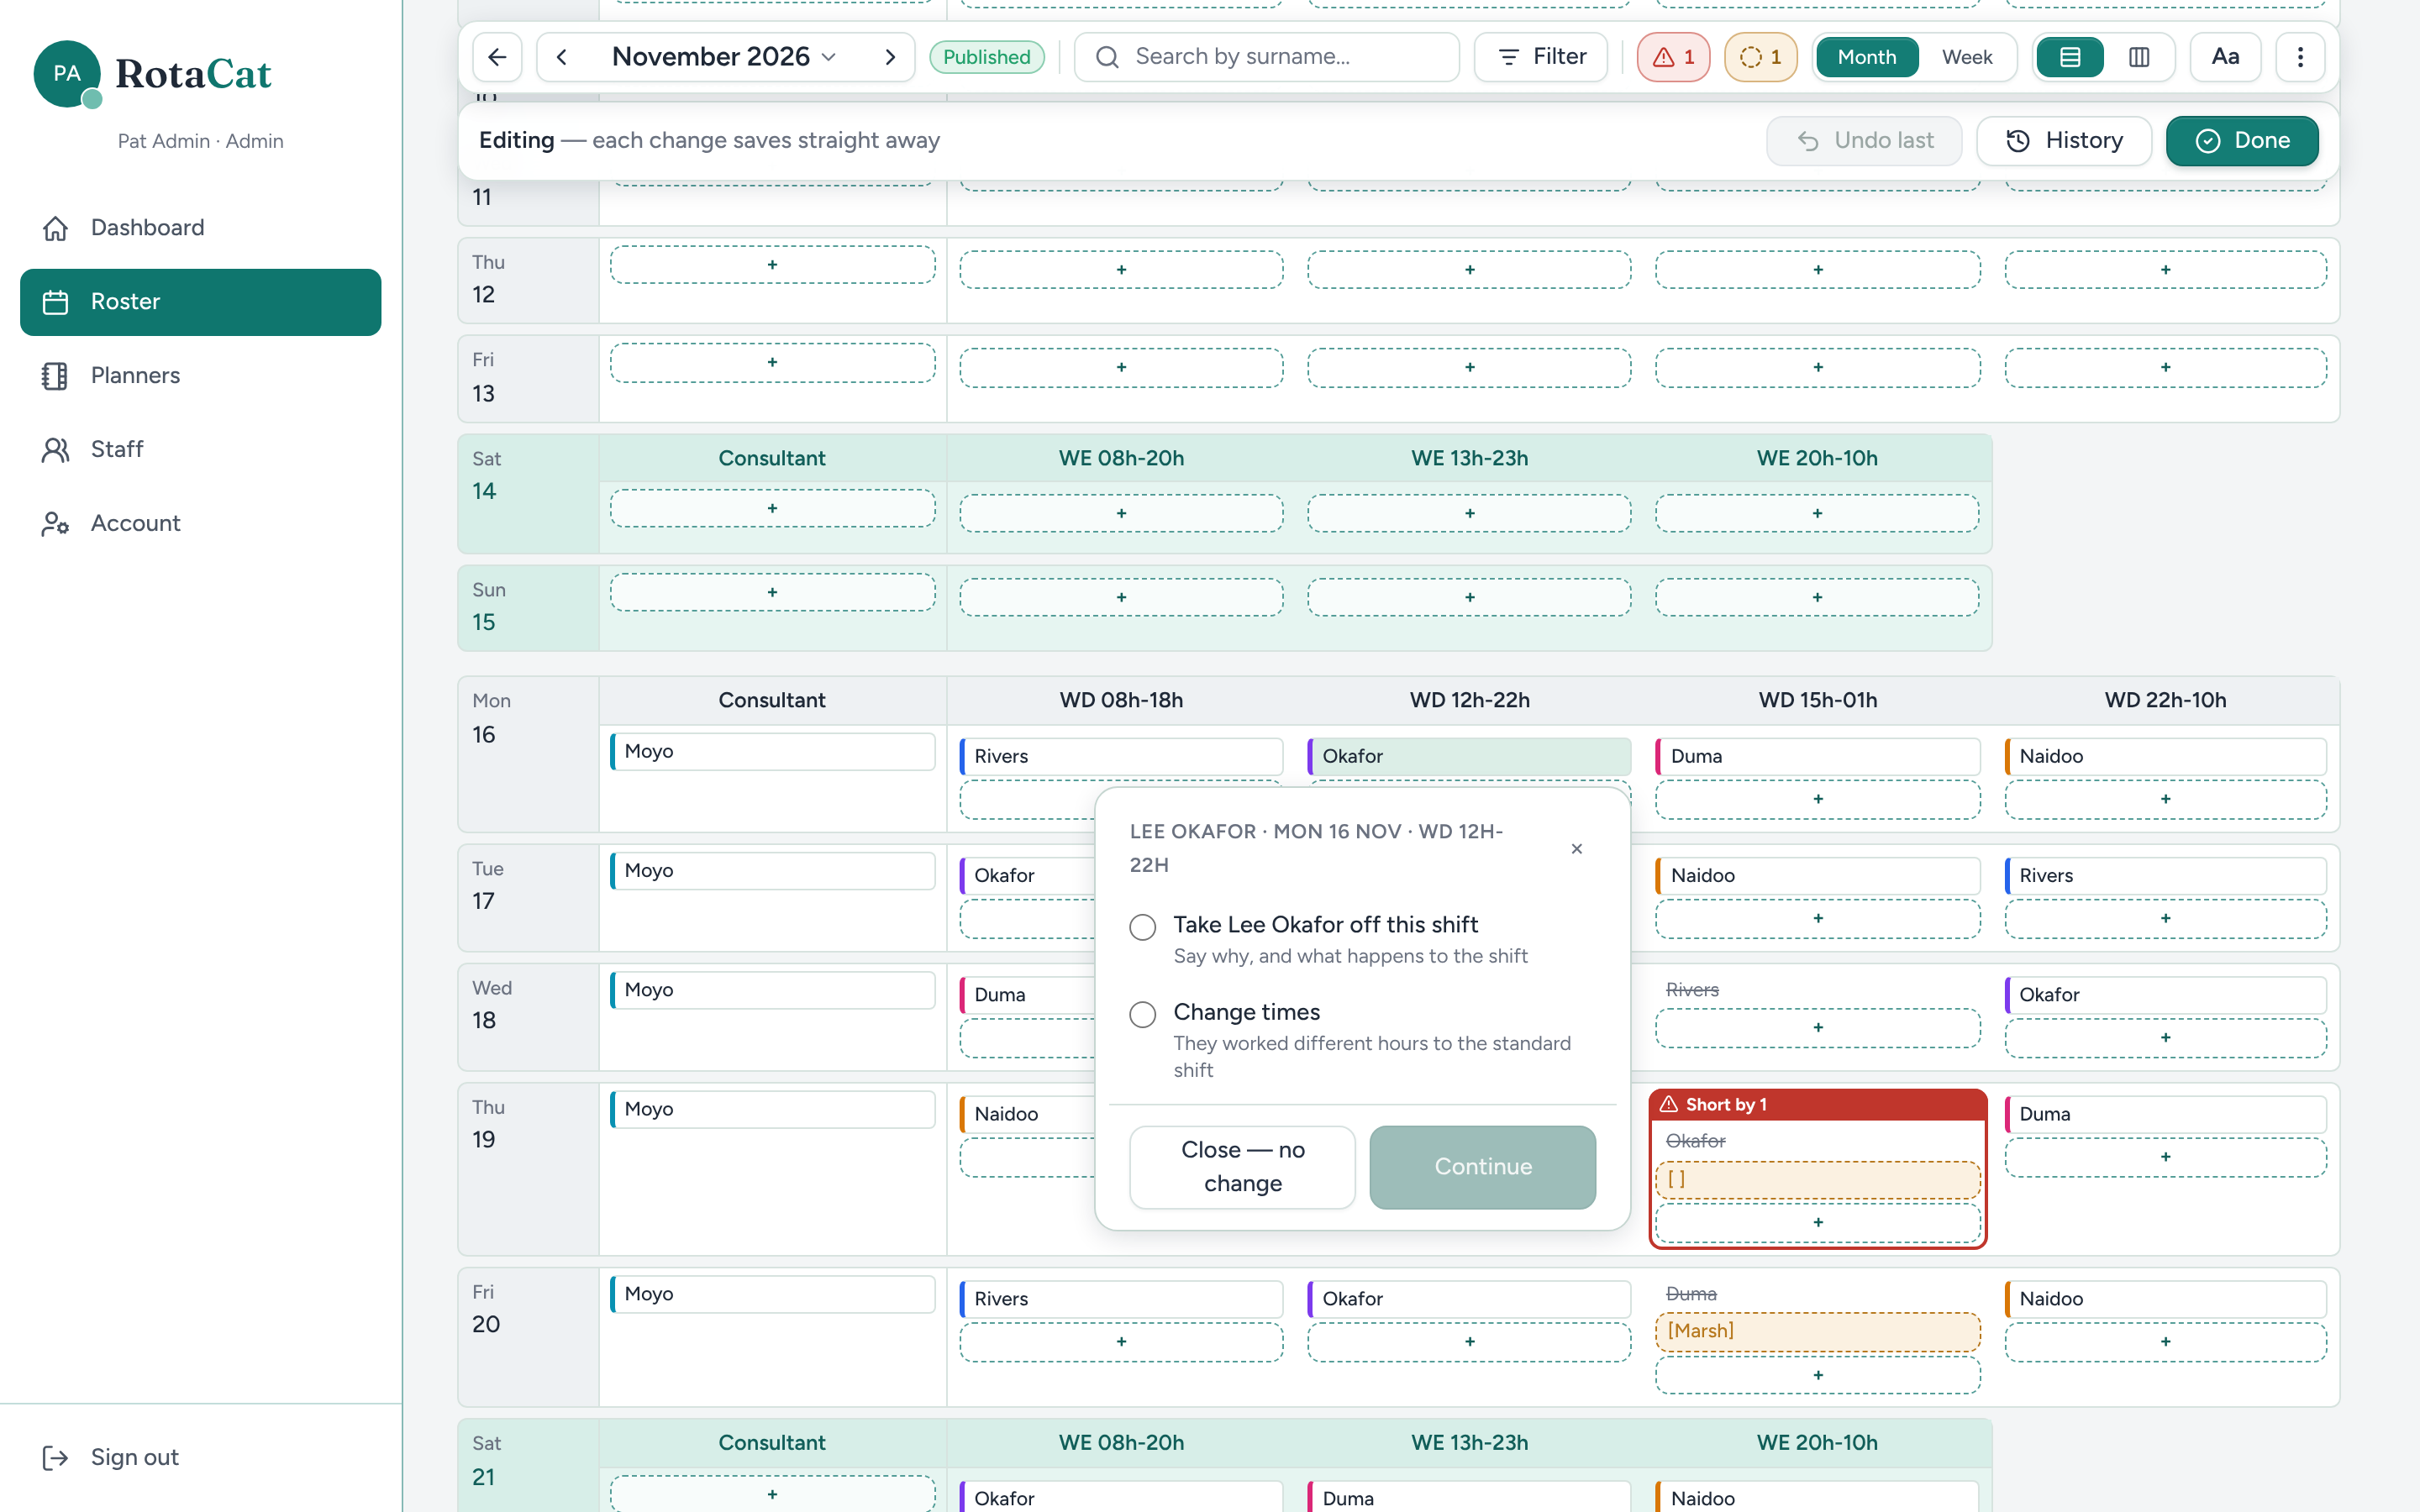 PA RotaCat
Pat Admin · Admin
Dashboard
Roster
Planners
Staff
Account
Sign out
November 2026
Published
Search by surname...
Filter
1
1
Month
Week
Aa
Editing — each change saves straight away
Undo last
History
Done
11
Thu
12
+ + + + +
Fri
13
+ + + + +
Sat
14
Consultant WE 08h-20h WE 13h-23h WE 20h-10h
+ + + +
Sun
15
+ + + +
Mon
16
Consultant WD 08h-18h WD 12h-22h WD 15h-01h WD 22h-10h
Moyo Rivers Okafor Duma Naidoo
+ +
LEE OKAFOR · MON 16 NOV · WD 12H-
22H
×
Take Lee Okafor off this shift
Say why, and what happens to the shift
Change times
They worked different hours to the standard
shift
Close — no
change
Continue
Tue
17
Moyo Okafor Naidoo Rivers
+ +
Wed
18
Moyo Duma Rivers Okafor
+ +
Thu
19
Moyo Naidoo
Short by 1
Okafor
[ ]
+
Duma
+
Fri
20
Moyo Rivers Okafor Duma Naidoo
+ + [Marsh] +
+
Sat
21
Consultant WE 08h-20h WE 13h-23h WE 20h-10h
+ Okafor Duma Naidoo